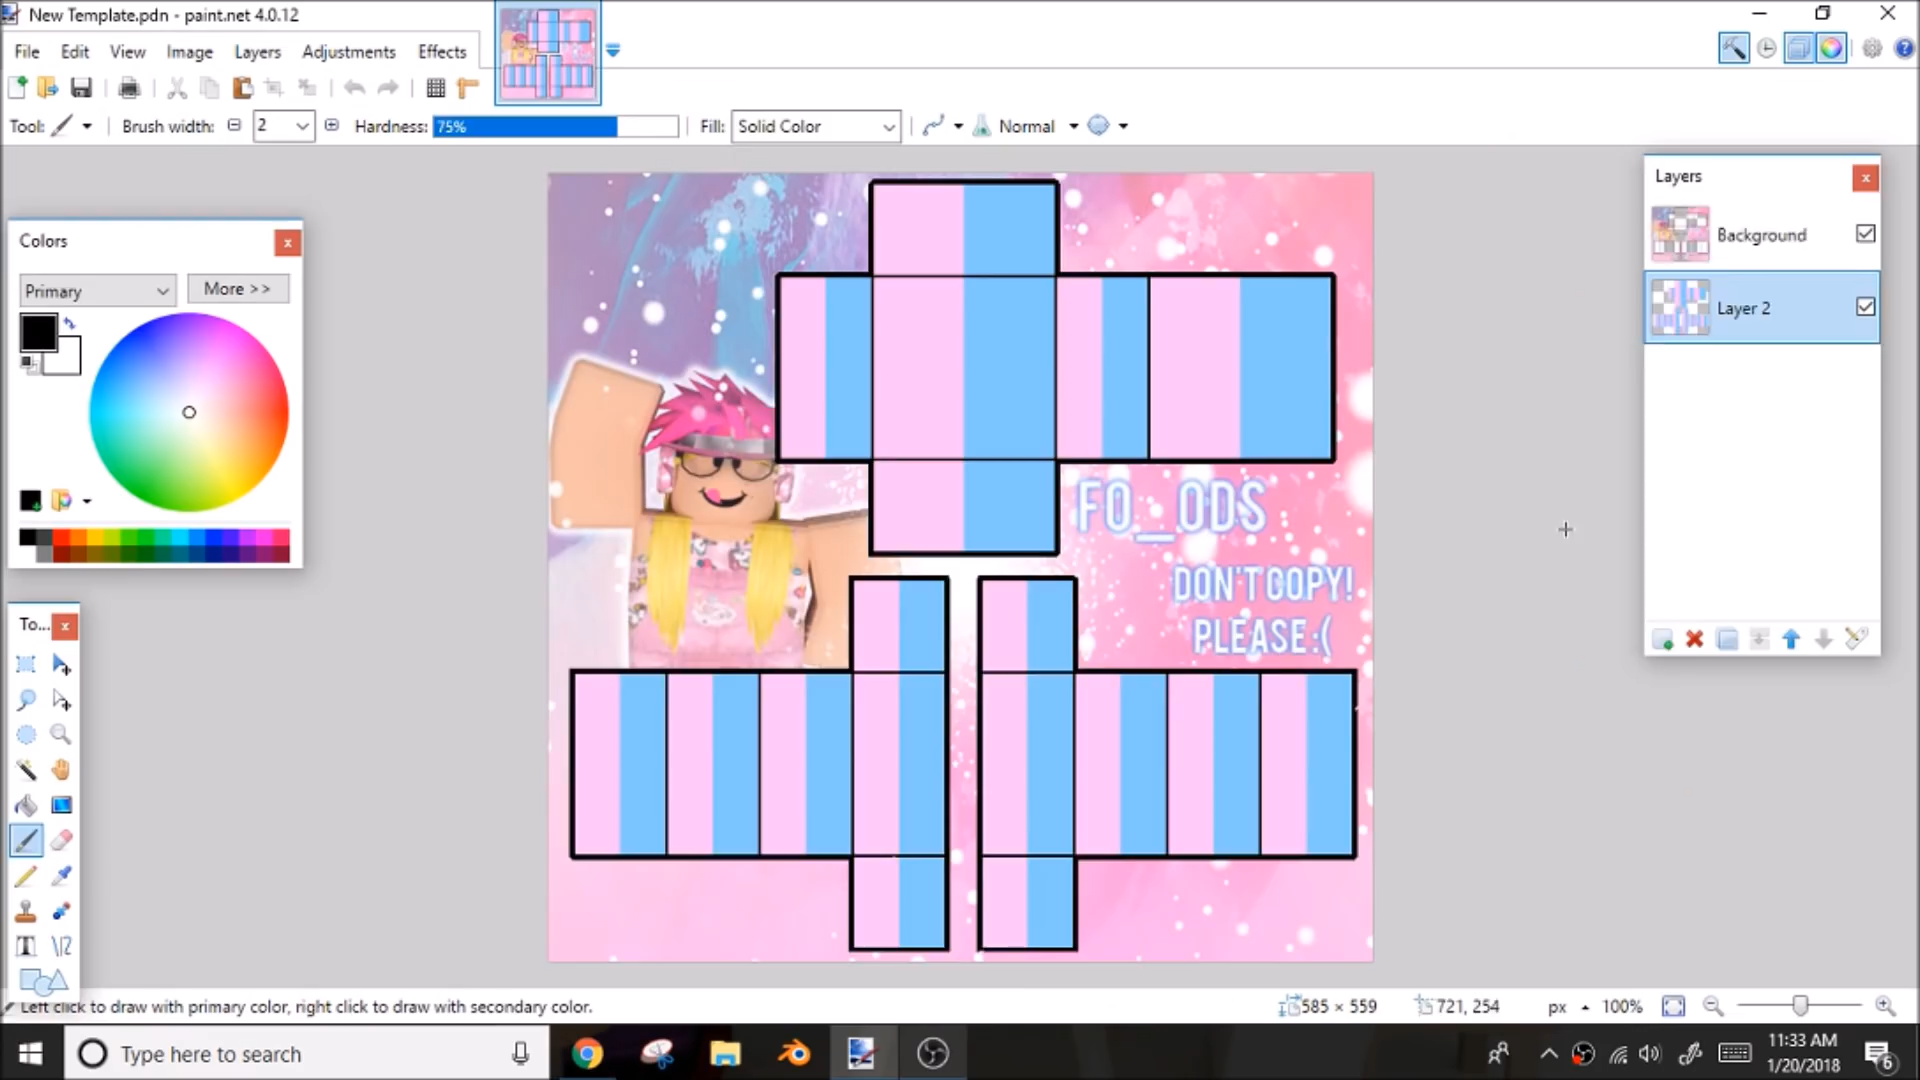 New Template.pdn - paint.net 4.0.12
File Edit View Image Layers Adjustments Effects
Tool: Brush width: 2 Hardness: 75% Fill: Solid Color Normal
Layers
Background
Layer 2
Colors
Primary More >>
FO__ODS
DON'T COPY!
PLEASE :(
To...
Left click to draw with primary color, right click to draw with secondary color.
585 × 559 721, 254 px 100%
Type here to search
11:33 AM
1/20/2018
6